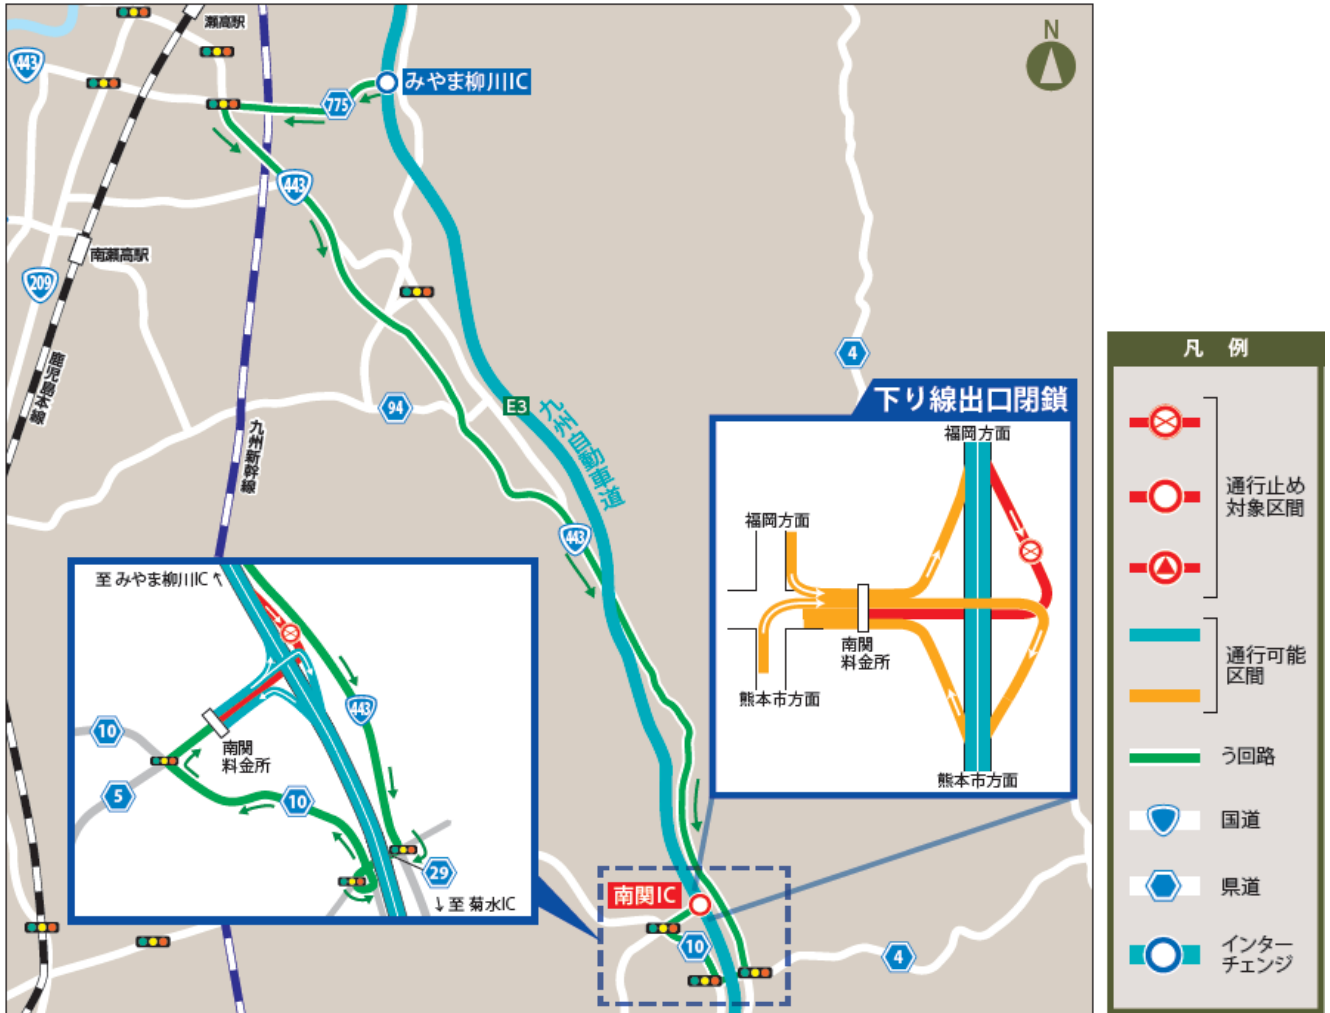 瀬高駅
N
443
みやま柳川IC
775
443
南瀬高駅
209
鹿児島本線
九州新幹線
94
E3
九州自動車道
4
443
下り線出口閉鎖
福岡方面
福岡方面
南関
料金所
熊本市方面
熊本市方面
至 みやま柳川IC
443
10
南関
料金所
5
10
29
至 菊水IC
南関IC
10
4
凡 例
通行止め
対象区間
通行可能
区間
う回路
国道
県道
インター
チェンジ